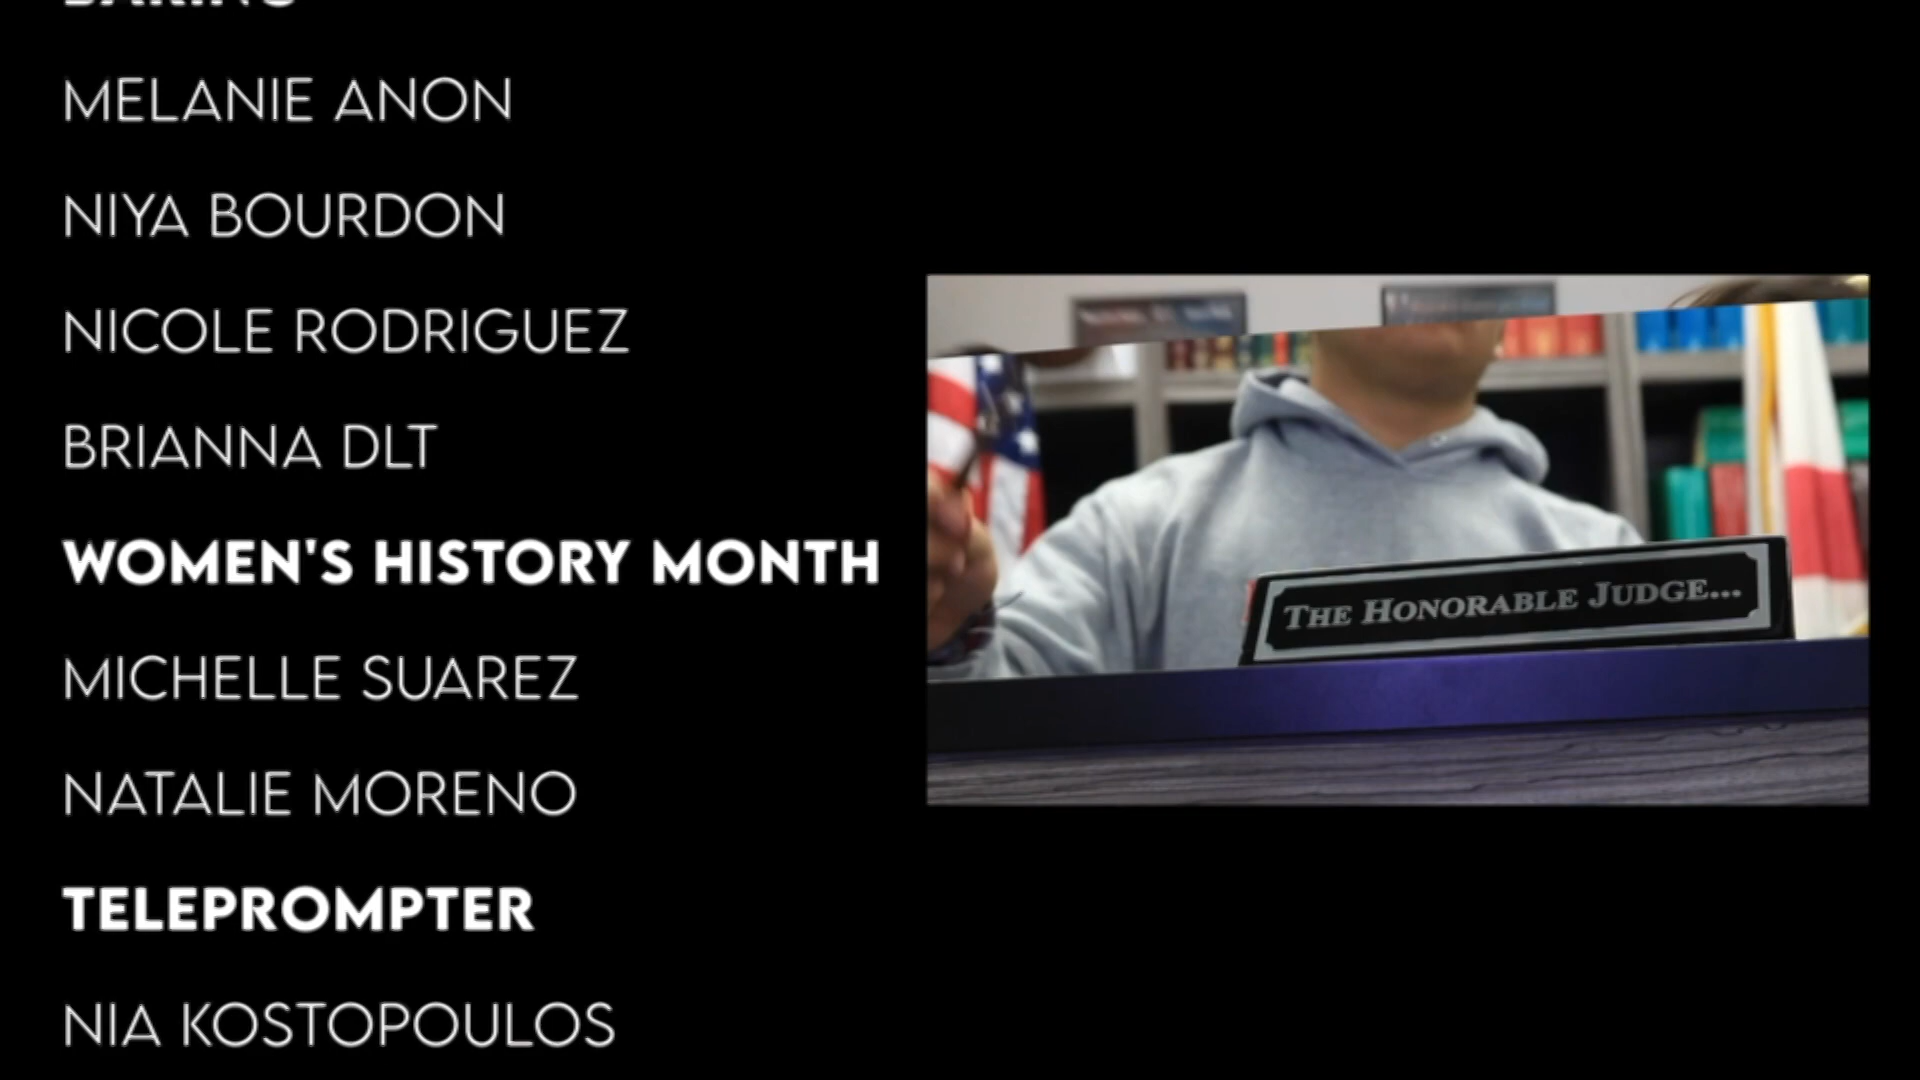 MELANIE ANON
NIYA BOURDON
NICOLE RODRIGUEZ
BRIANNA DLT
WOMEN'S HISTORY MONTH
MICHELLE SUAREZ
NATALIE MORENO
TELEPROMPTER
NIA KOSTOPOULOS
THE HONORABLE JUDGE...